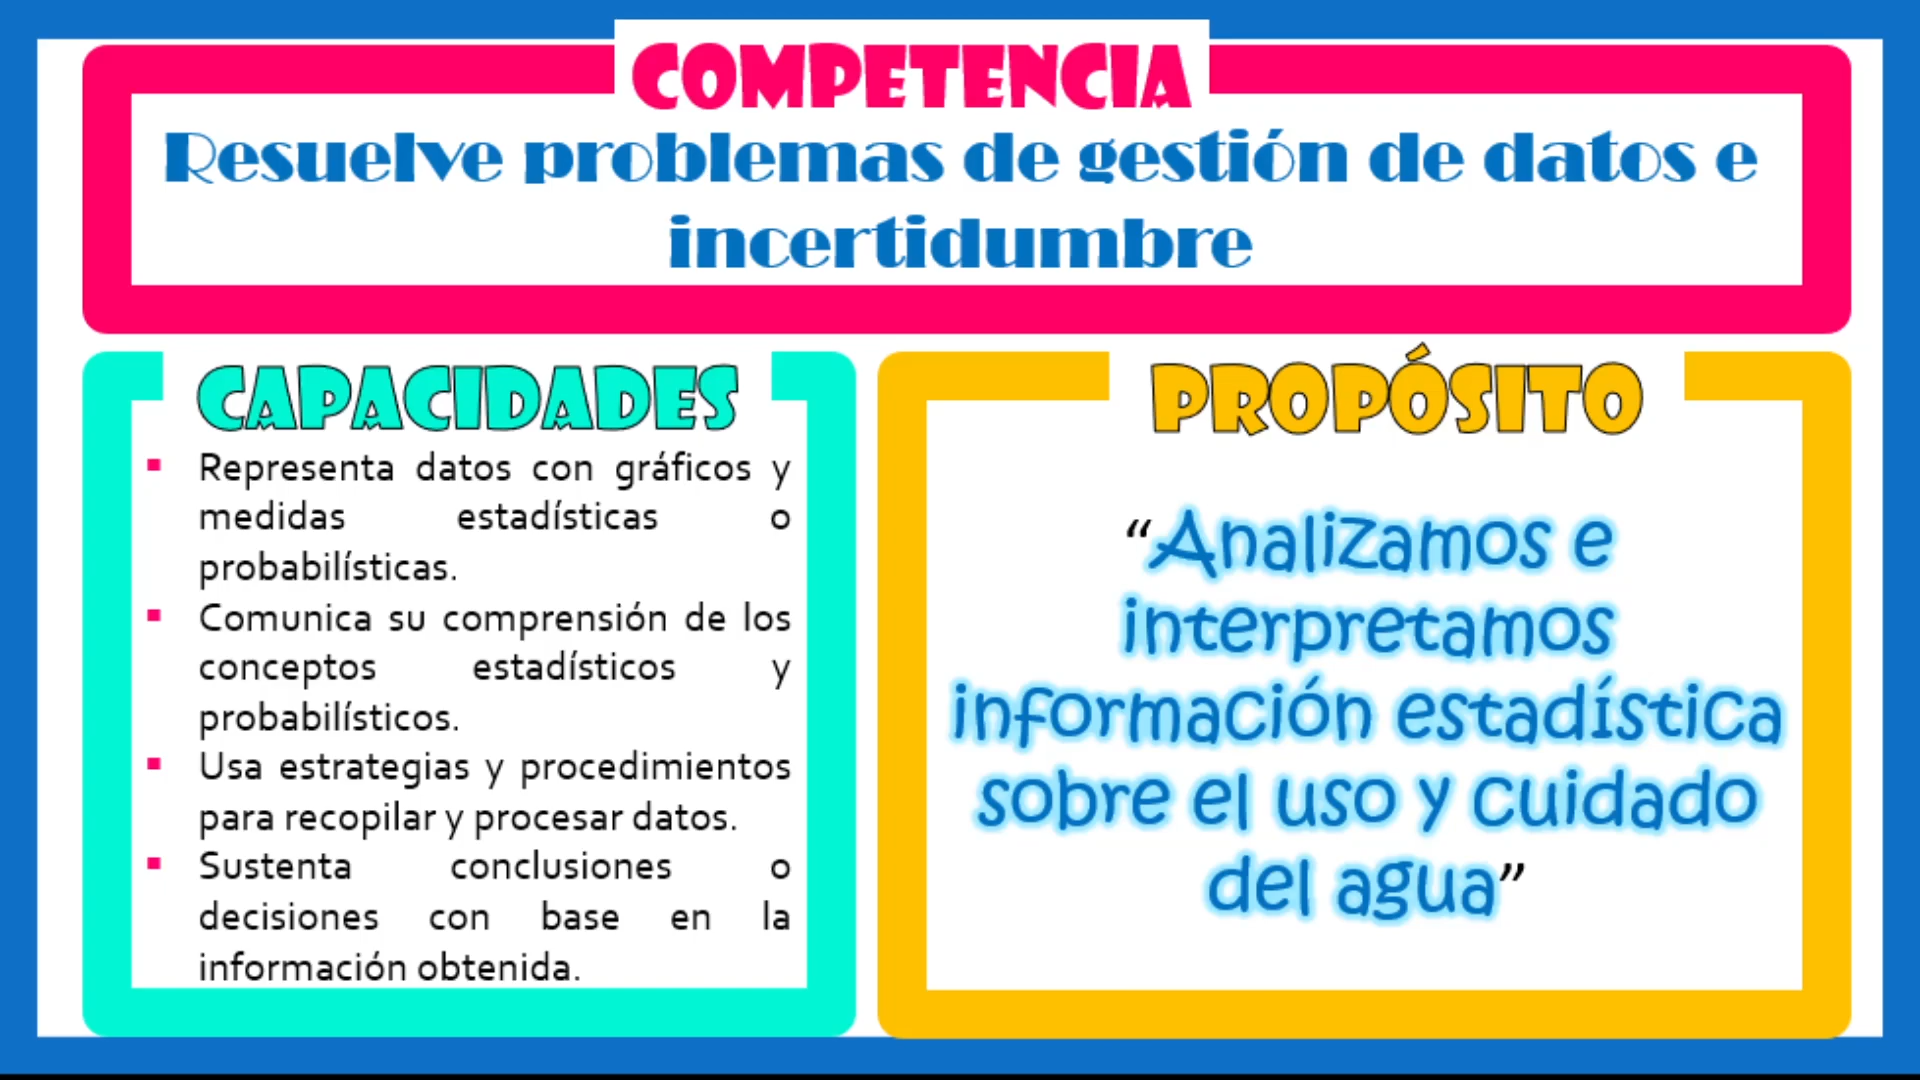 COMPETENCIA
Resuelve problemas de gestión de datos e
incertidumbre
CAPACIDADES
▪ Representa datos con gráficos y
medidas estadísticas o
probabilísticas.
▪ Comunica su comprensión de los
conceptos estadísticos y
probabilísticos.
▪ Usa estrategias y procedimientos
para recopilar y procesar datos.
▪ Sustenta conclusiones o
decisiones con base en la
información obtenida.
PROPÓSITO
“Analizamos e
interpretamos
información estadística
sobre el uso y cuidado
del agua”